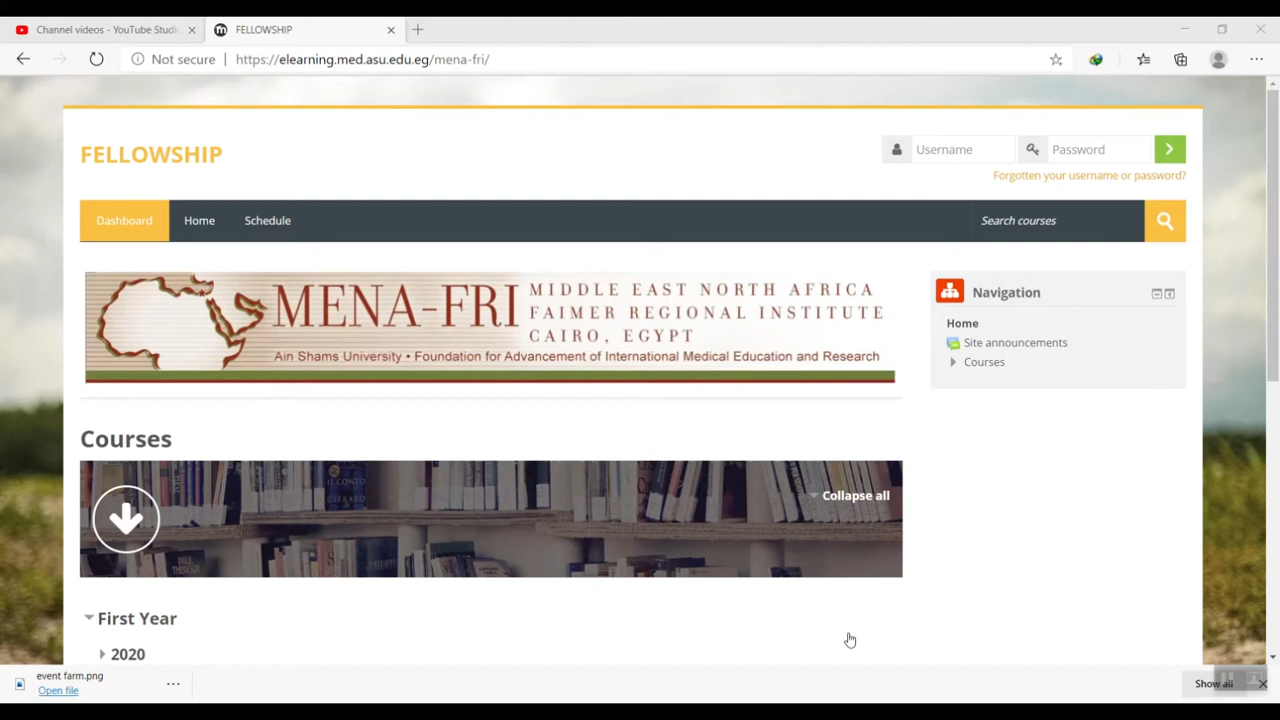 Channel videos - YouTube Studi
FELLOWSHIP
Not secure
https://elearning.med.asu.edu.eg/mena-fri/
FELLOWSHIP
Username
Password
Forgotten your username or password?
Dashboard
Home
Schedule
Search courses
MENA-FRI
MIDDLE EAST NORTH AFRICA
FAIMER REGIONAL INSTITUTE
CAIRO, EGYPT
Ain Shams University • Foundation for Advancement of International Medical Education and Research
Navigation
Home
Site announcements
Courses
Courses
Collapse all
First Year
2020
event farm.png
Open file
Show all